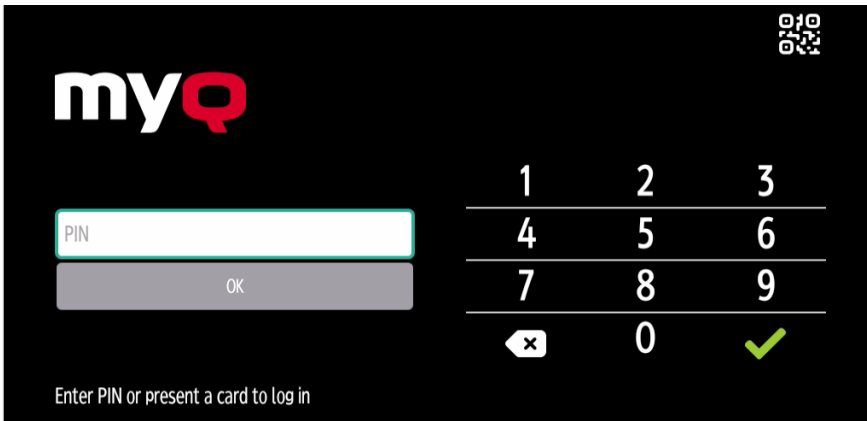 myQ
PIN
OK
Enter PIN or present a card to log in
1 2 3
4 5 6
7 8 9
0